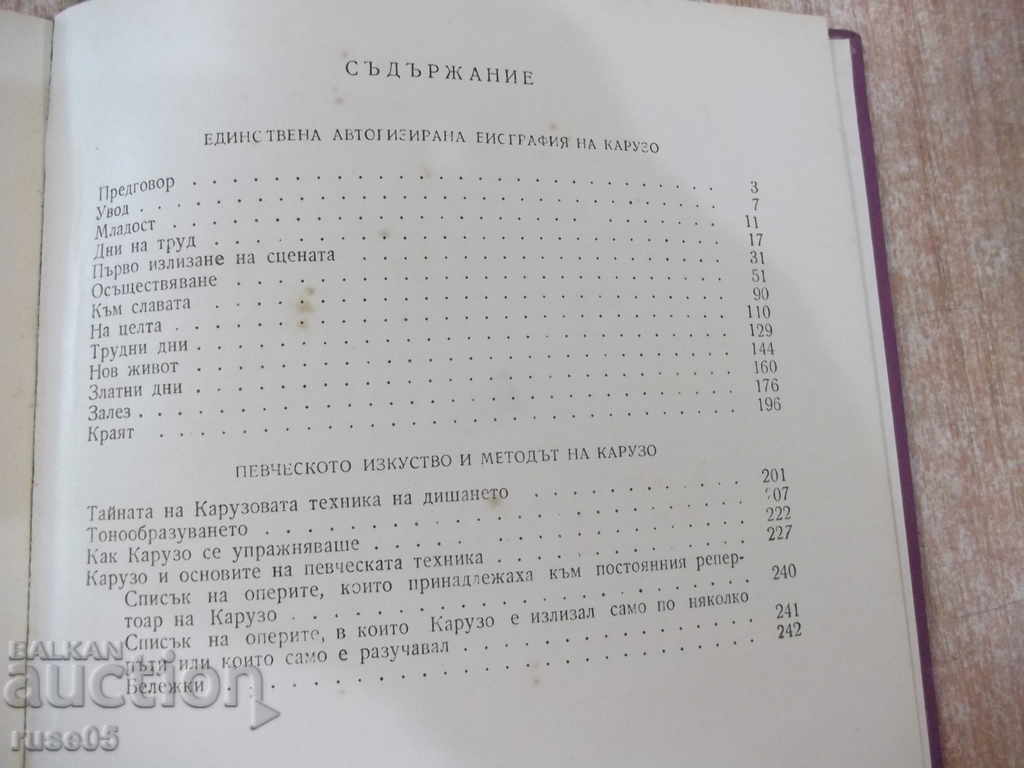 СЪДЪРЖАНИЕ
ЕДИНСТВЕНА АВТОГИЗИРАНА ЕИСГРАФИЯ НА КАРУЗО
Предговор . . . 3
Увод . . . 7
Младост . . . 11
Дни на труд . . . 17
Първо излизане на сцената . . . 31
Осъществяване . . . 51
Към славата . . . 90
На целта . . . 110
Трудни дни . . . 129
Нов живот . . . 144
Златни дни . . . 160
Залез . . . 176
Краят . . . 196
ПЕВЧЕСКОТО ИЗКУСТВО И МЕТОДЪТ НА КАРУЗО
Тайната на Карузовата техника на дишането . . . 201
Тонообразуването . . . 207
Как Карузо се упражняваше . . . 222
Карузо и основите на певческата техника . . . 227
Списък на оперите, които принадлежаха към постоянния репер-
тоар на Карузо . . . 240
Списък на оперите, в които Карузо е излизал само по няколко
пъти или които само е разучавал . . . 241
Бележки . . . 242
BALKAN
auction
ruse05